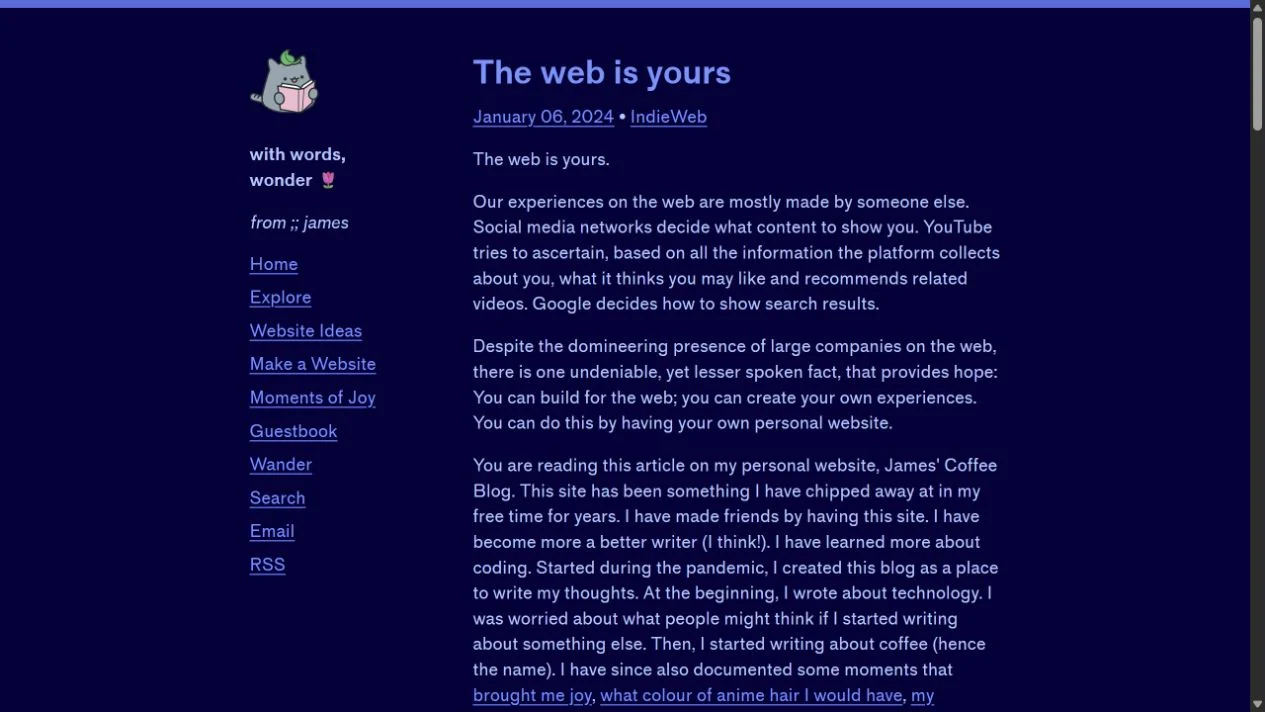 The web is yours
January 06, 2024 • IndieWeb
with words,
wonder 🌷
from ;; james
Home
Explore
Website Ideas
Make a Website
Moments of Joy
Guestbook
Wander
Search
Email
RSS
The web is yours.
Our experiences on the web are mostly made by someone else.
Social media networks decide what content to show you. YouTube
tries to ascertain, based on all the information the platform collects
about you, what it thinks you may like and recommends related
videos. Google decides how to show search results.
Despite the domineering presence of large companies on the web,
there is one undeniable, yet lesser spoken fact, that provides hope:
You can build for the web; you can create your own experiences.
You can do this by having your own personal website.
You are reading this article on my personal website, James' Coffee
Blog. This site has been something I have chipped away at in my
free time for years. I have made friends by having this site. I have
become more a better writer (I think!). I have learned more about
coding. Started during the pandemic, I created this blog as a place
to write my thoughts. At the beginning, I wrote about technology. I
was worried about what people might think if I started writing
about something else. Then, I started writing about coffee (hence
the name). I have since also documented some moments that
brought me joy, what colour of anime hair I would have, my